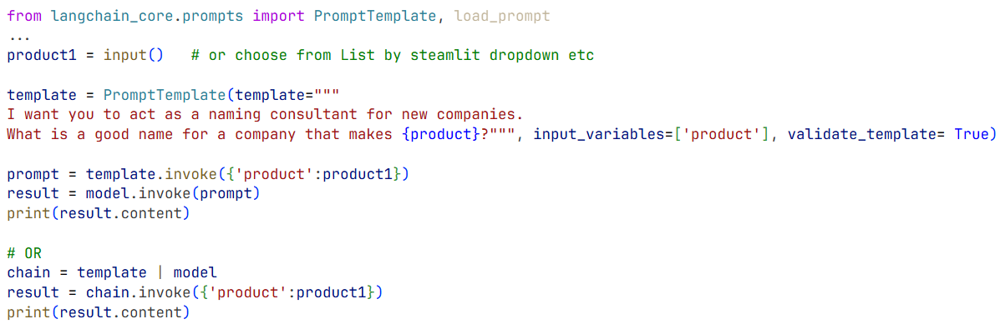 from langchain_core.prompts import PromptTemplate, load_prompt
...
product1 = input()   # or choose from List by steamlit dropdown etc
template = PromptTemplate(template="""
I want you to act as a naming consultant for new companies.
What is a good name for a company that makes {product}?""", input_variables=['product'], validate_template= True)
prompt = template.invoke({'product':product1})
result = model.invoke(prompt)
print(result.content)
# OR
chain = template | model
result = chain.invoke({'product':product1})
print(result.content)